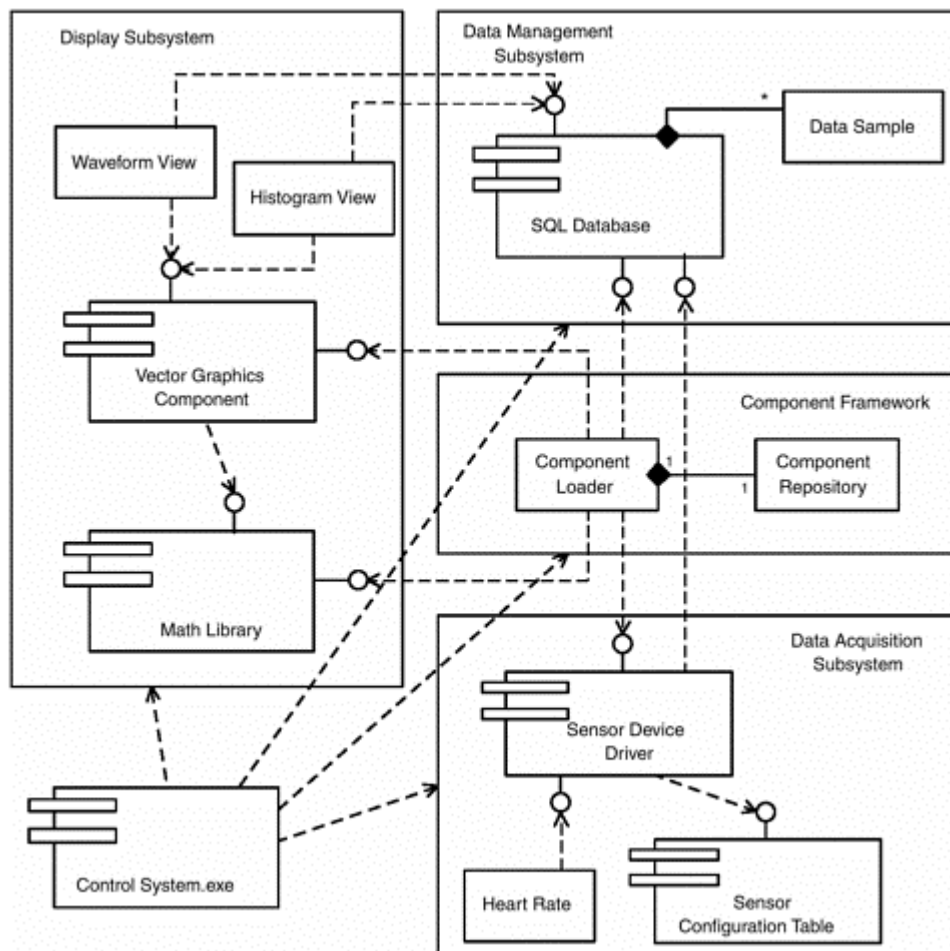 Display Subsystem
Waveform View
Histogram View
Vector Graphics
Component
Math Library
Control System.exe
Data Management
Subsystem
*
Data Sample
SQL Database
Component Framework
Component
Loader
1
1
Component
Repository
Data Acquisition
Subsystem
Sensor Device
Driver
Heart Rate
Sensor
Configuration Table